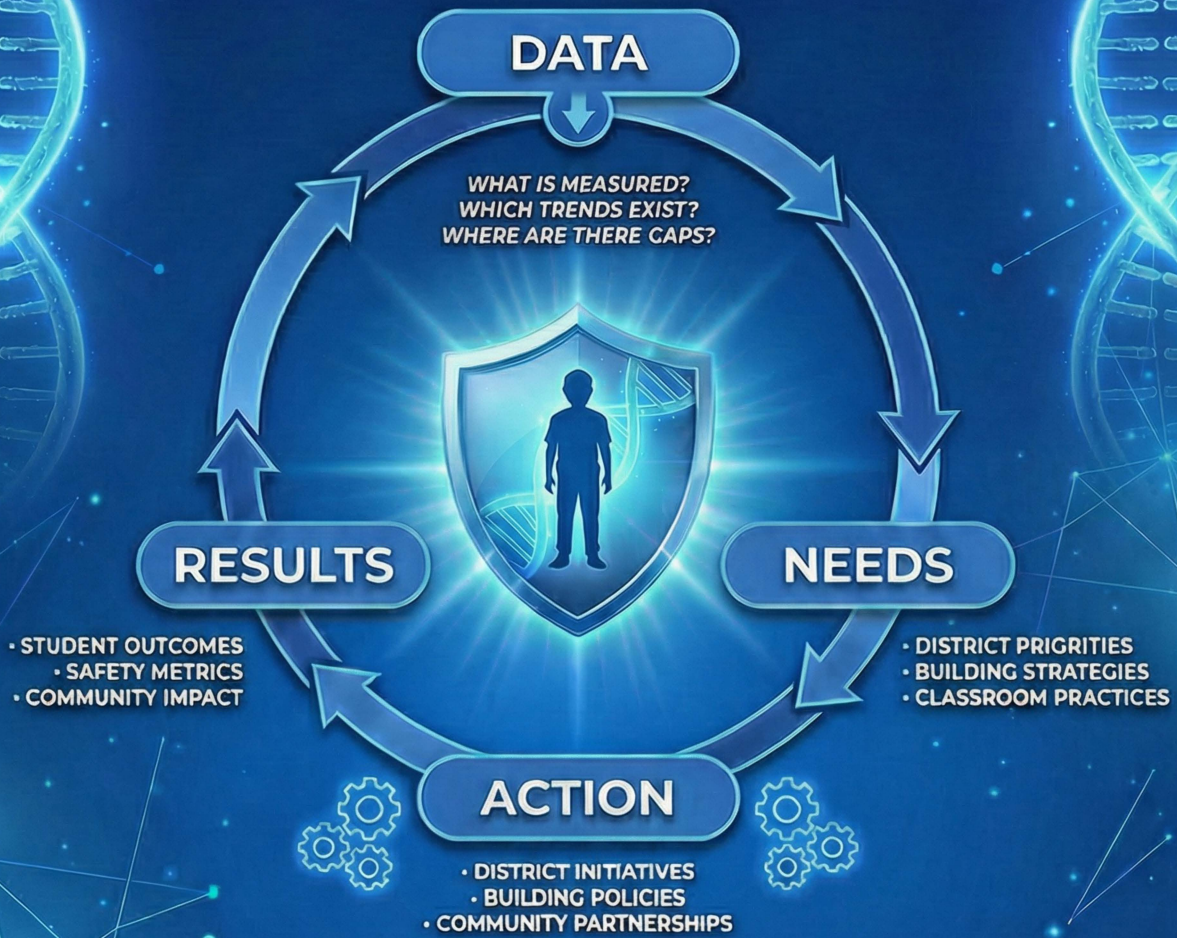 DATA
WHAT IS MEASURED?
WHICH TRENDS EXIST?
WHERE ARE THERE GAPS?
RESULTS
• STUDENT OUTCOMES
• SAFETY METRICS
• COMMUNITY IMPACT
NEEDS
• DISTRICT PRIGRITIES
• BUILDING STRATEGIES
• CLASSROOM PRACTICES
ACTION
• DISTRICT INITIATIVES
• BUILDING POLICIES
• COMMUNITY PARTNERSHIPS